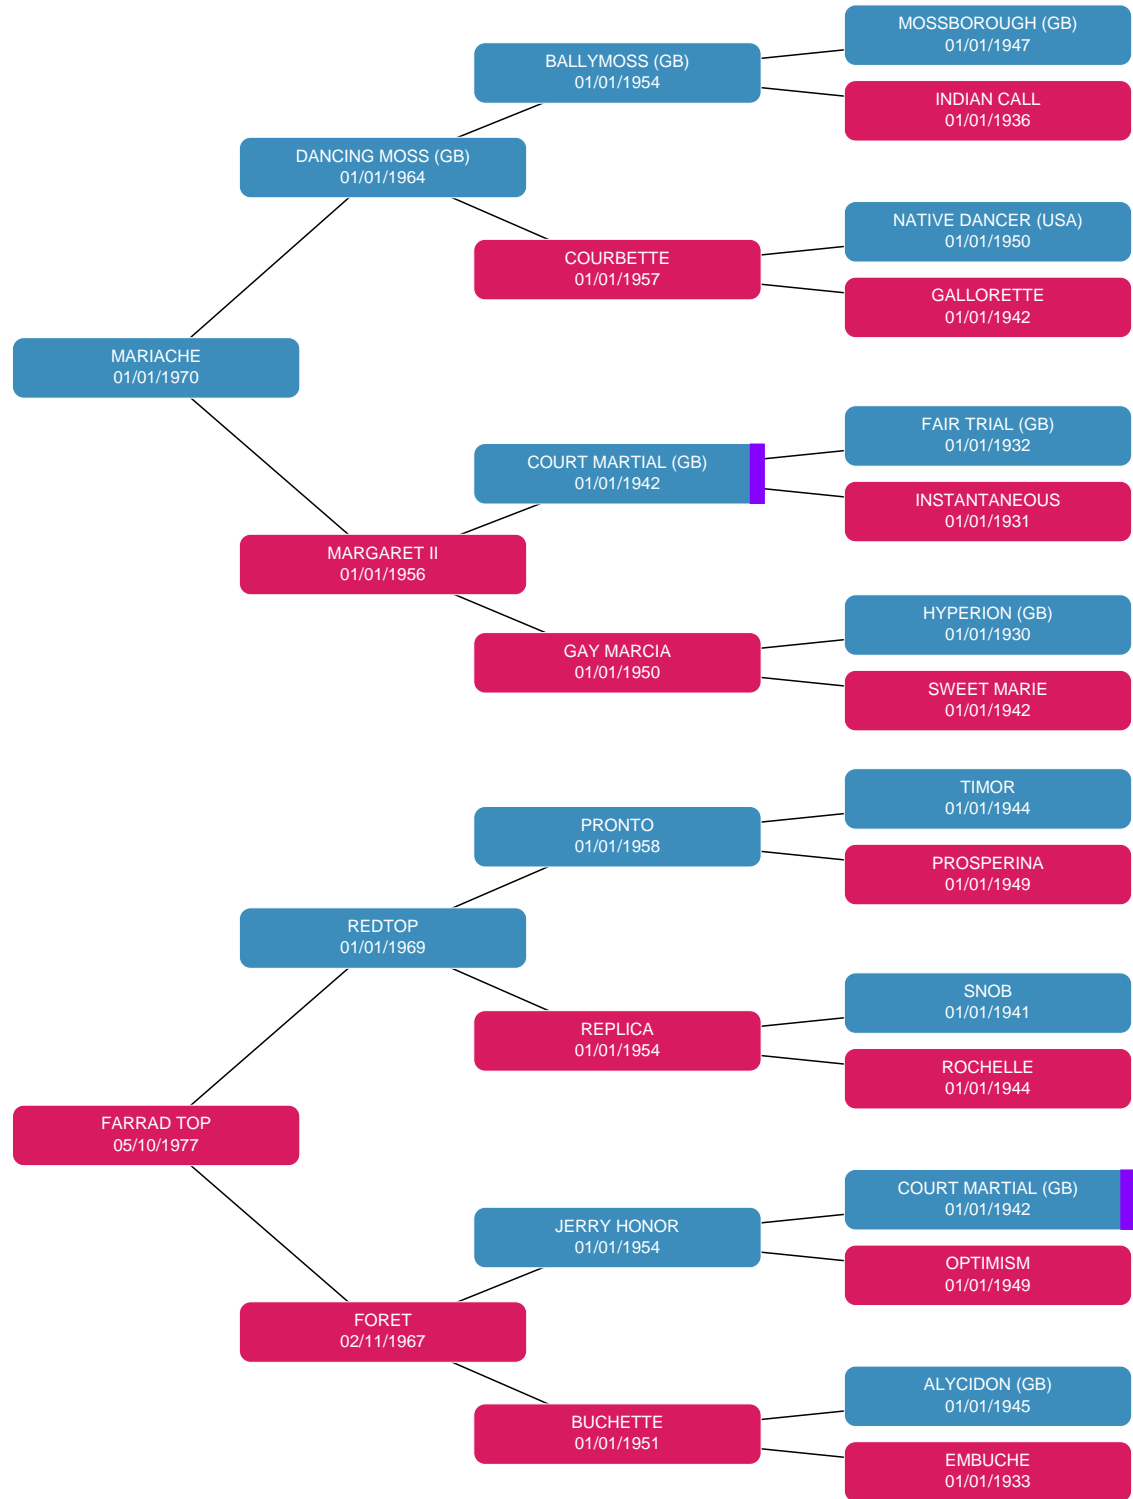 MOSSBOROUGH (GB)
01/01/1947
BALLYMOSS (GB)
01/01/1954
INDIAN CALL
01/01/1936
DANCING MOSS (GB)
01/01/1964
NATIVE DANCER (USA)
01/01/1950
COURBETTE
01/01/1957
GALLORETTE
01/01/1942
MARIACHE
01/01/1970
FAIR TRIAL (GB)
01/01/1932
COURT MARTIAL (GB)
01/01/1942
INSTANTANEOUS
01/01/1931
MARGARET II
01/01/1956
HYPERION (GB)
01/01/1930
GAY MARCIA
01/01/1950
SWEET MARIE
01/01/1942
TIMOR
01/01/1944
PRONTO
01/01/1958
PROSPERINA
01/01/1949
REDTOP
01/01/1969
SNOB
01/01/1941
REPLICA
01/01/1954
ROCHELLE
01/01/1944
FARRAD TOP
05/10/1977
COURT MARTIAL (GB)
01/01/1942
JERRY HONOR
01/01/1954
OPTIMISM
01/01/1949
FORET
02/11/1967
ALYCIDON (GB)
01/01/1945
BUCHETTE
01/01/1951
EMBUCHE
01/01/1933